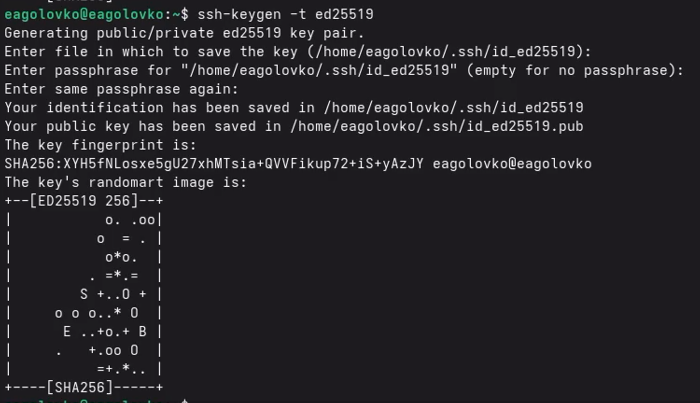 eagolovko@eagolovko:~$ ssh-keygen -t ed25519
Generating public/private ed25519 key pair.
Enter file in which to save the key (/home/eagolovko/.ssh/id_ed25519):
Enter passphrase for "/home/eagolovko/.ssh/id_ed25519" (empty for no passphrase):
Enter same passphrase again:
Your identification has been saved in /home/eagolovko/.ssh/id_ed25519
Your public key has been saved in /home/eagolovko/.ssh/id_ed25519.pub
The key fingerprint is:
SHA256:XYH5fNLosxe5gU27xhMTsia+QVVFikup72+iS+yAzJY eagolovko@eagolovko
The key's randomart image is:
+--[ED25519 256]--+
|           o. .oo|
|          o  = . |
|           o*o.  |
|         . =*.=  |
|        S +..O + |
|     o o o..* O  |
|      E ..+o.+ B |
|     .   +.oo O  |
|          =+.*.. |
+----[SHA256]-----+